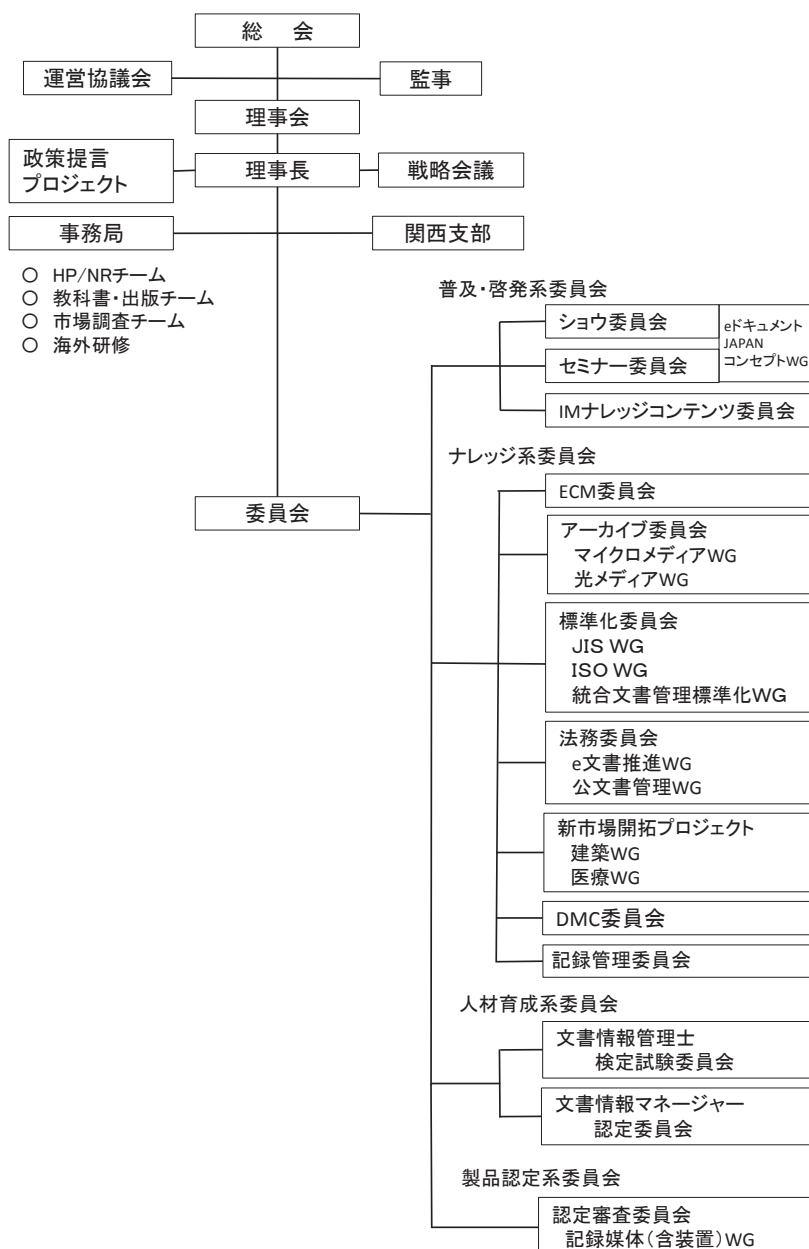 総　会
運営協議会
監事
理事会
政策提言
プロジェクト
理事長
戦略会議
事務局
関西支部
○ HP/NRチーム
○ 教科書・出版チーム
○ 市場調査チーム
○ 海外研修
委員会
普及・啓発系委員会
ショウ委員会
セミナー委員会
eドキュメント
JAPAN
コンセプトWG
IMナレッジコンテンツ委員会
ナレッジ系委員会
ECM委員会
アーカイブ委員会
マイクロメディアWG
光メディアWG
標準化委員会
JIS WG
ISO WG
統合文書管理標準化WG
法務委員会
e文書推進WG
公文書管理WG
新市場開拓プロジェクト
建築WG
医療WG
DMC委員会
記録管理委員会
人材育成系委員会
文書情報管理士
検定試験委員会
文書情報マネージャー
認定委員会
製品認定系委員会
認定審査委員会
記録媒体(含装置)WG